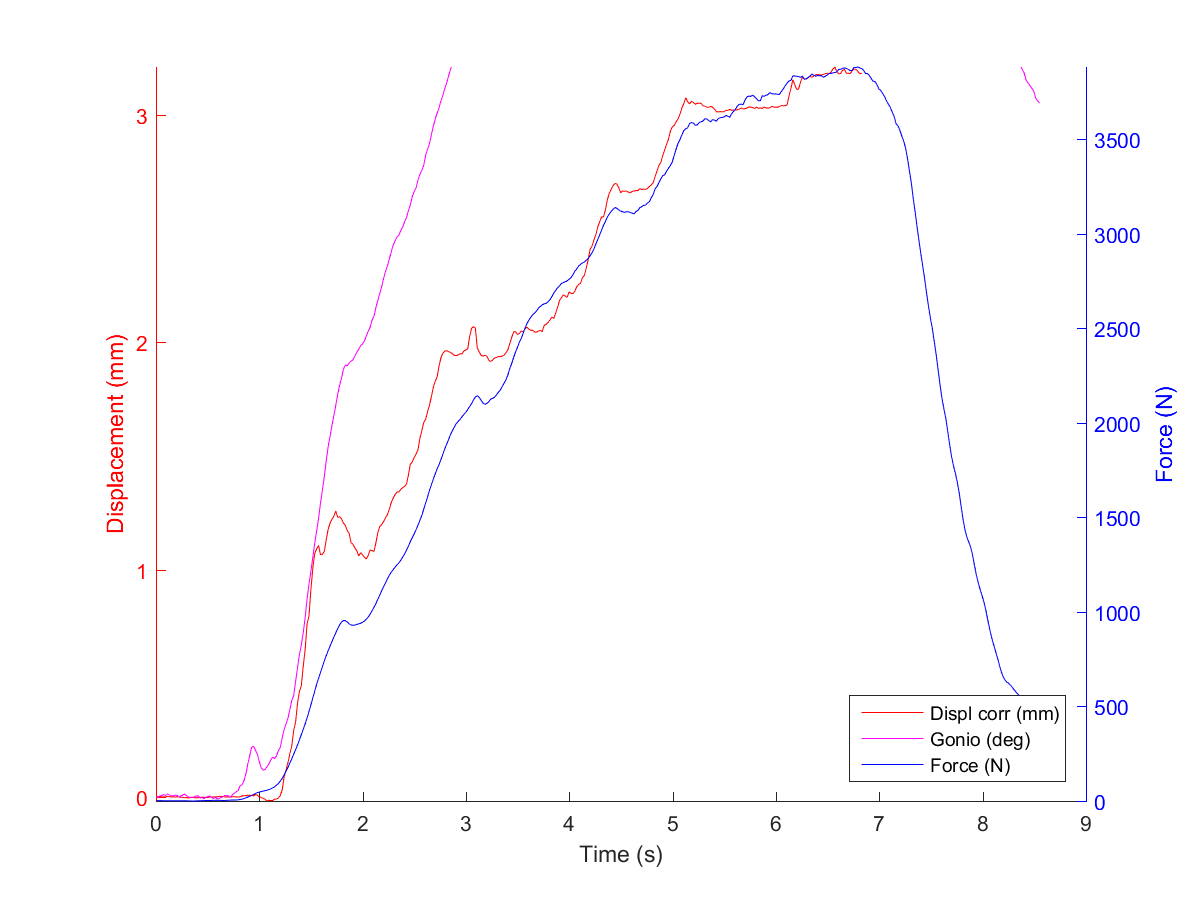 Displacement (mm)
3
2
1
0
3500
3000
2500
2000
1500
1000
500
0
Force (N)
Displ corr (mm)
Gonio (deg)
Force (N)
0 1 2 3 4 5 6 7 8 9
Time (s)